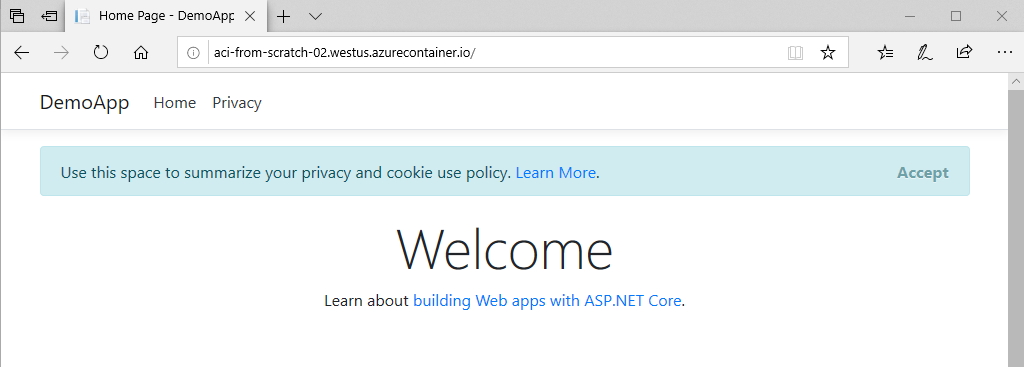 Home Page - DemoApp
aci-from-scratch-02.westus.azurecontainer.io/
DemoApp Home Privacy
Use this space to summarize your privacy and cookie use policy. Learn More. Accept
Welcome
Learn about building Web apps with ASP.NET Core.